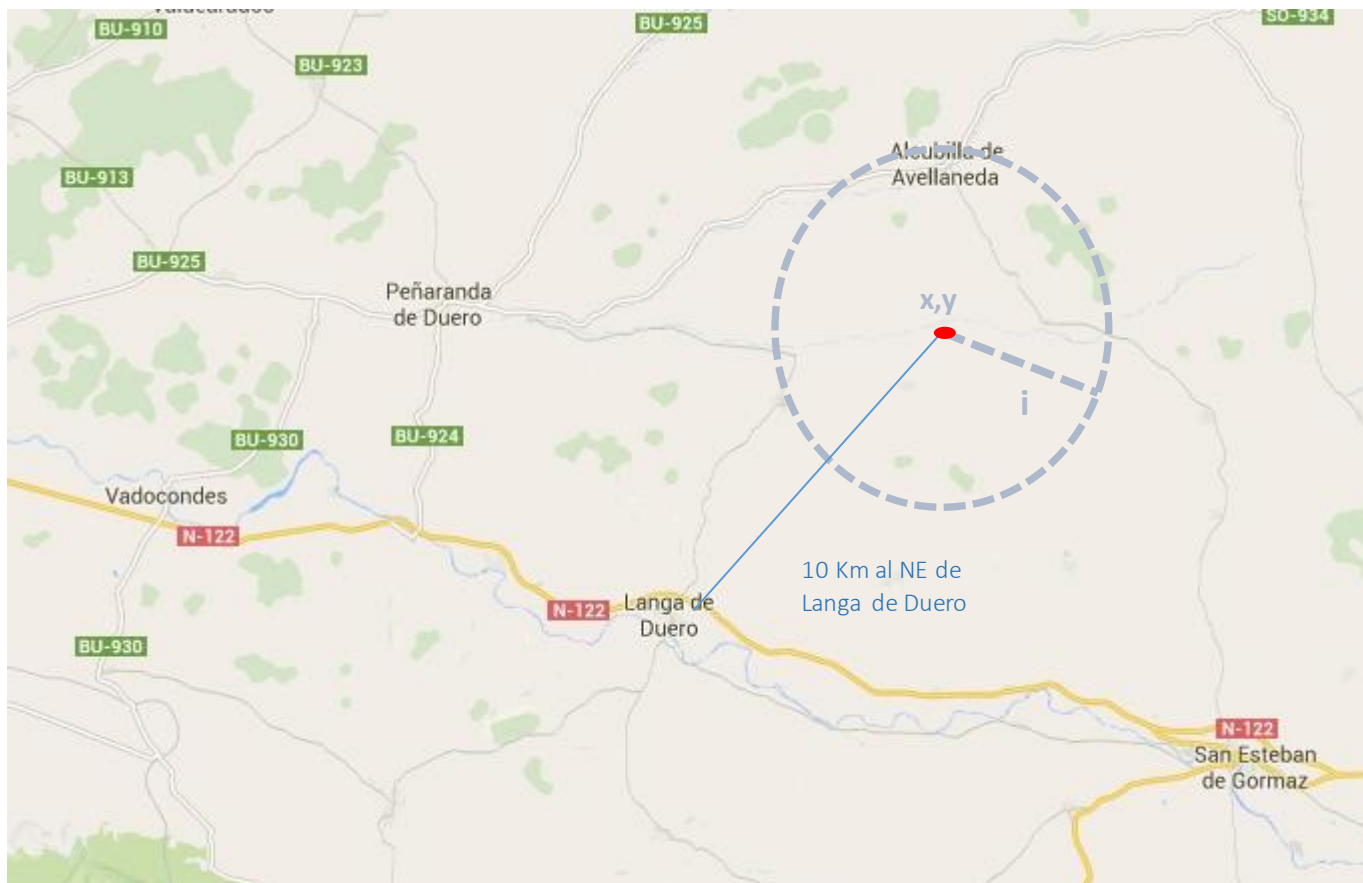 BU-910
BU-925
SO-934
BU-923
Alcubilla de
Avellaneda
BU-913
BU-925
Peñaranda
de Duero
x,y
i
BU-930
BU-924
Vadocondes
N-122
10 Km al NE de
Langa de Duero
N-122
Langa de
Duero
BU-930
N-122
San Esteban
de Gormaz